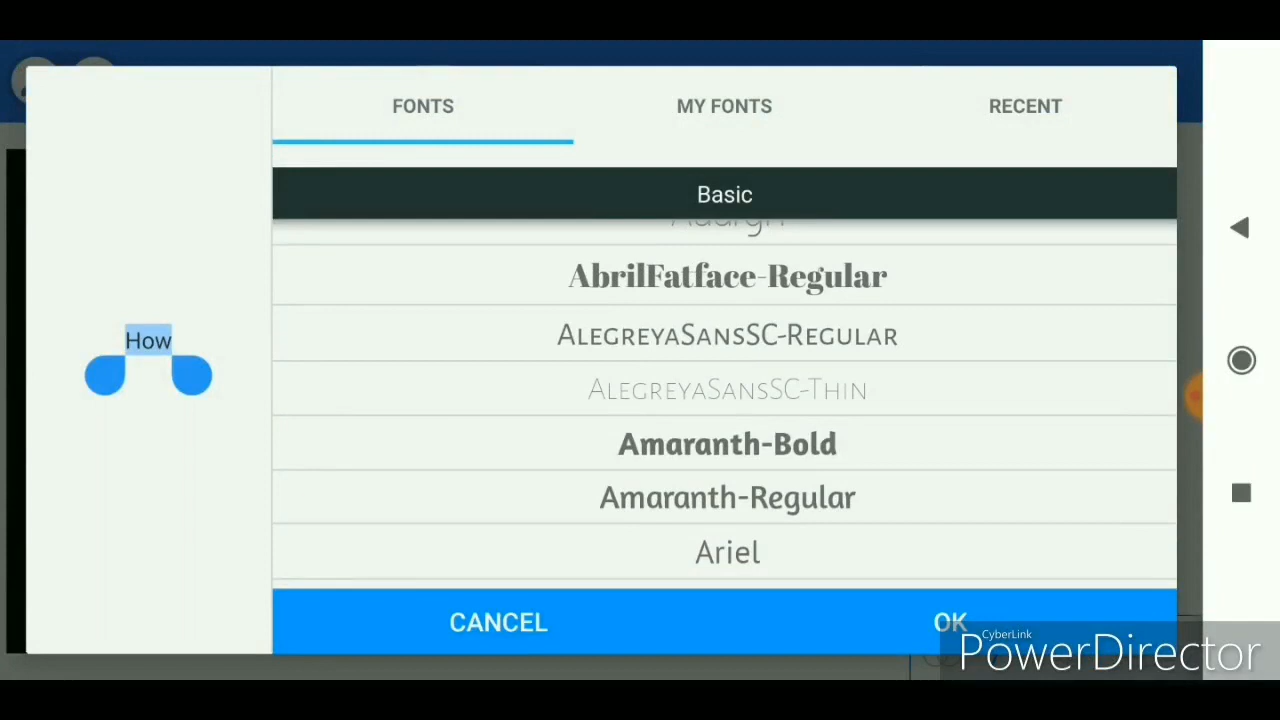 FONTS
MY FONTS
RECENT
Basic
AbrilFatface-Regular
AlegreyaSansSC-Regular
AlegreyaSansSC-Thin
Amaranth-Bold
Amaranth-Regular
Ariel
How
CANCEL
OK
CyberLink
PowerDirector